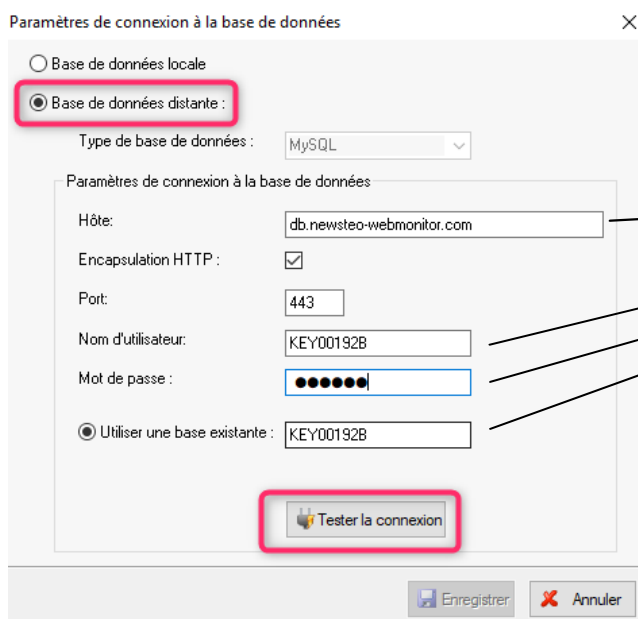 Paramètres de connexion à la base de données
Base de données locale
Base de données distante :
Type de base de données : MySQL
Paramètres de connexion à la base de données
Hôte: db.newsteo-webmonitor.com
Encapsulation HTTP :
Port: 443
Nom d'utilisateur: KEY00192B
Mot de passe : ●●●●●●
Utiliser une base existante : KEY00192B
Tester la connexion
Enregistrer Annuler